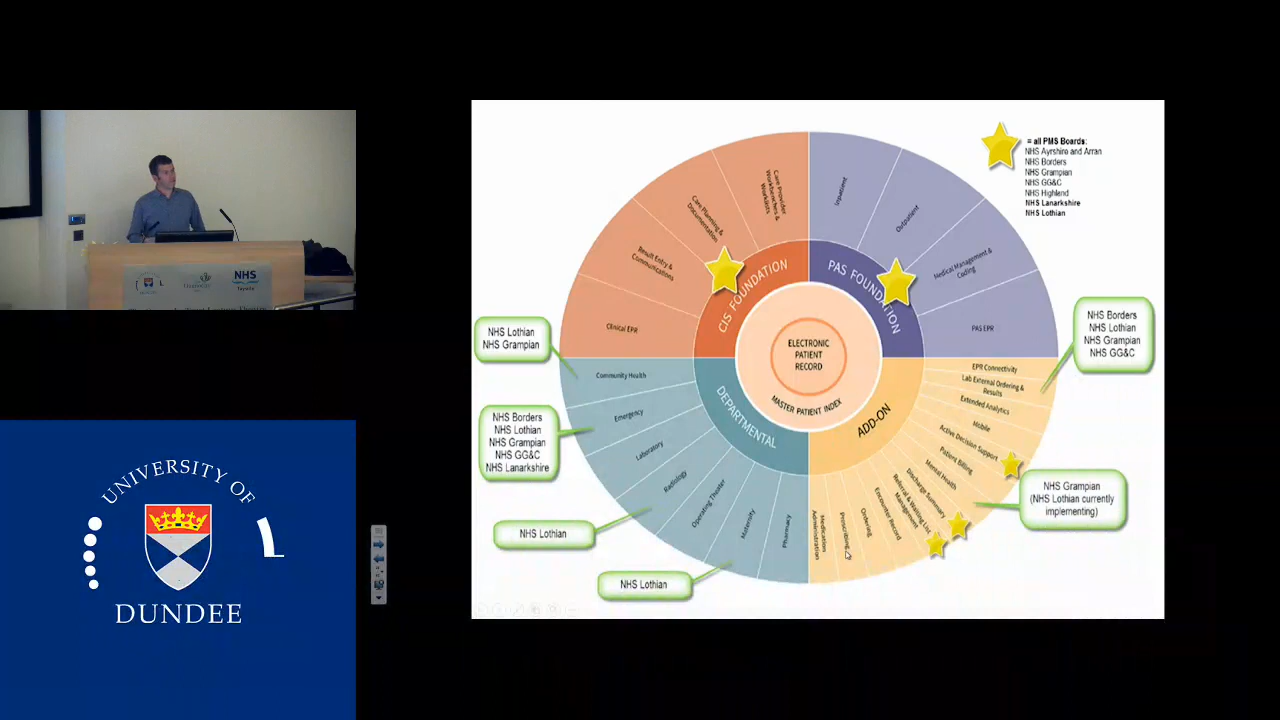 = all PMS Boards:
NHS Ayrshire and Arran
NHS Borders
NHS Grampian
NHS GG&C
NHS Highland
NHS Lanarkshire
NHS Lothian
Care Provider
Workbenches &
Worklists
Care Planning &
Documentation
Result Entry &
Communications
Clinical EPR
CIS FOUNDATION
Inpatient
Outpatient
Medical Management &
Coding
PAS EPR
PAS FOUNDATION
ELECTRONIC
PATIENT
RECORD
MASTER PATIENT INDEX
NHS Lothian
NHS Grampian
NHS Borders
NHS Lothian
NHS Grampian
NHS GG&C
NHS Lanarkshire
NHS Lothian
NHS Lothian
DEPARTMENTAL
Community Health
Emergency
Laboratory
Radiology
Operating Theater
Maternity
Pharmacy
ADD-ON
EPR Connectivity
Lab External Ordering &
Results
Extended Analytics
Mobile
Active Decision Support
Patient Billing
Mental Health
Discharge Summary
Referral & Waiting List
Management
Encounter Record
Ordering
Prescribing
Medication
Administration
NHS Borders
NHS Lothian
NHS Grampian
NHS GG&C
NHS Grampian
(NHS Lothian currently
implementing)
NHS
Tayside
UNIVERSITY OF
DUNDEE